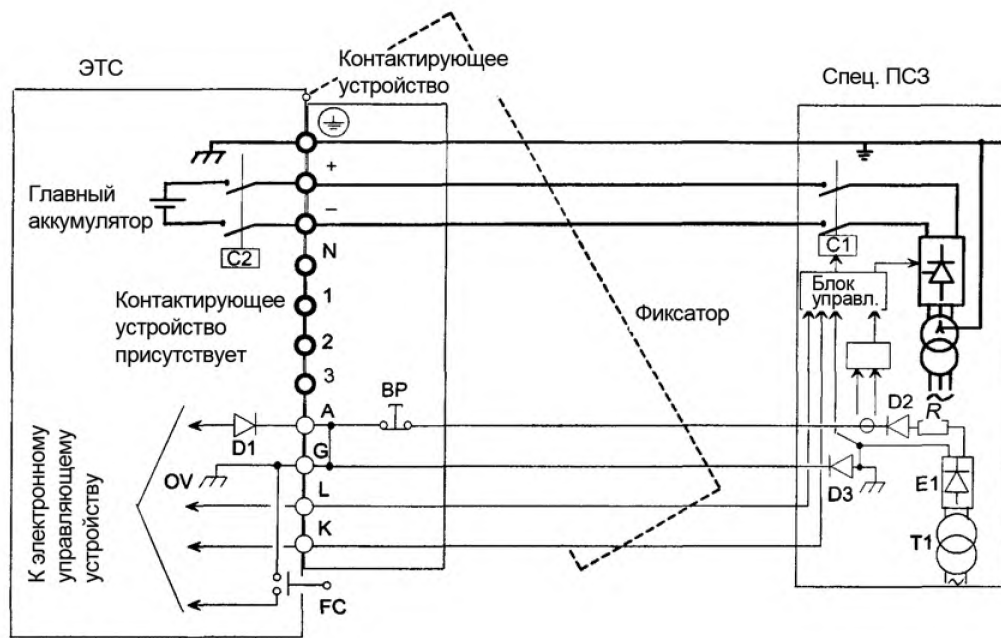 ЭТС
Контактирующее
устройство
Спец. ПСЗ
+
Главный
аккумулятор
–
C2
N
C1
Блок
управл.
Контактирующее
устройство
присутствует
1
2
3
Фиксатор
A
BP
D2
R
D1
G
OV
D3
E1
L
K
T1
К электронному
управляющему
устройству
FC